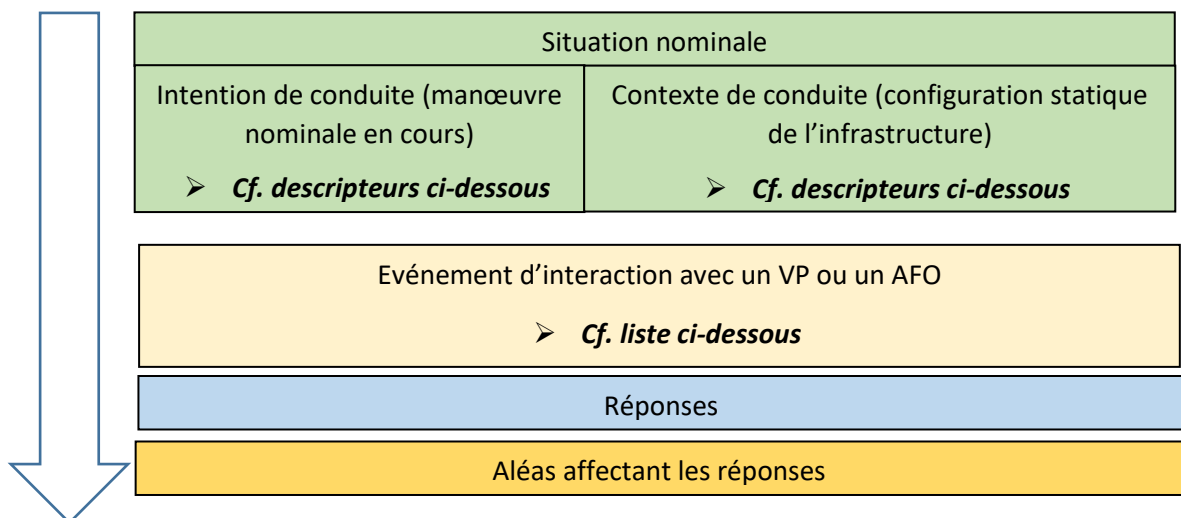 Situation nominale
Intention de conduite (manœuvre
nominale en cours)
➢ Cf. descripteurs ci-dessous
Contexte de conduite (configuration statique
de l’infrastructure)
➢ Cf. descripteurs ci-dessous
Evénement d’interaction avec un VP ou un AFO
➢ Cf. liste ci-dessous
Réponses
Aléas affectant les réponses